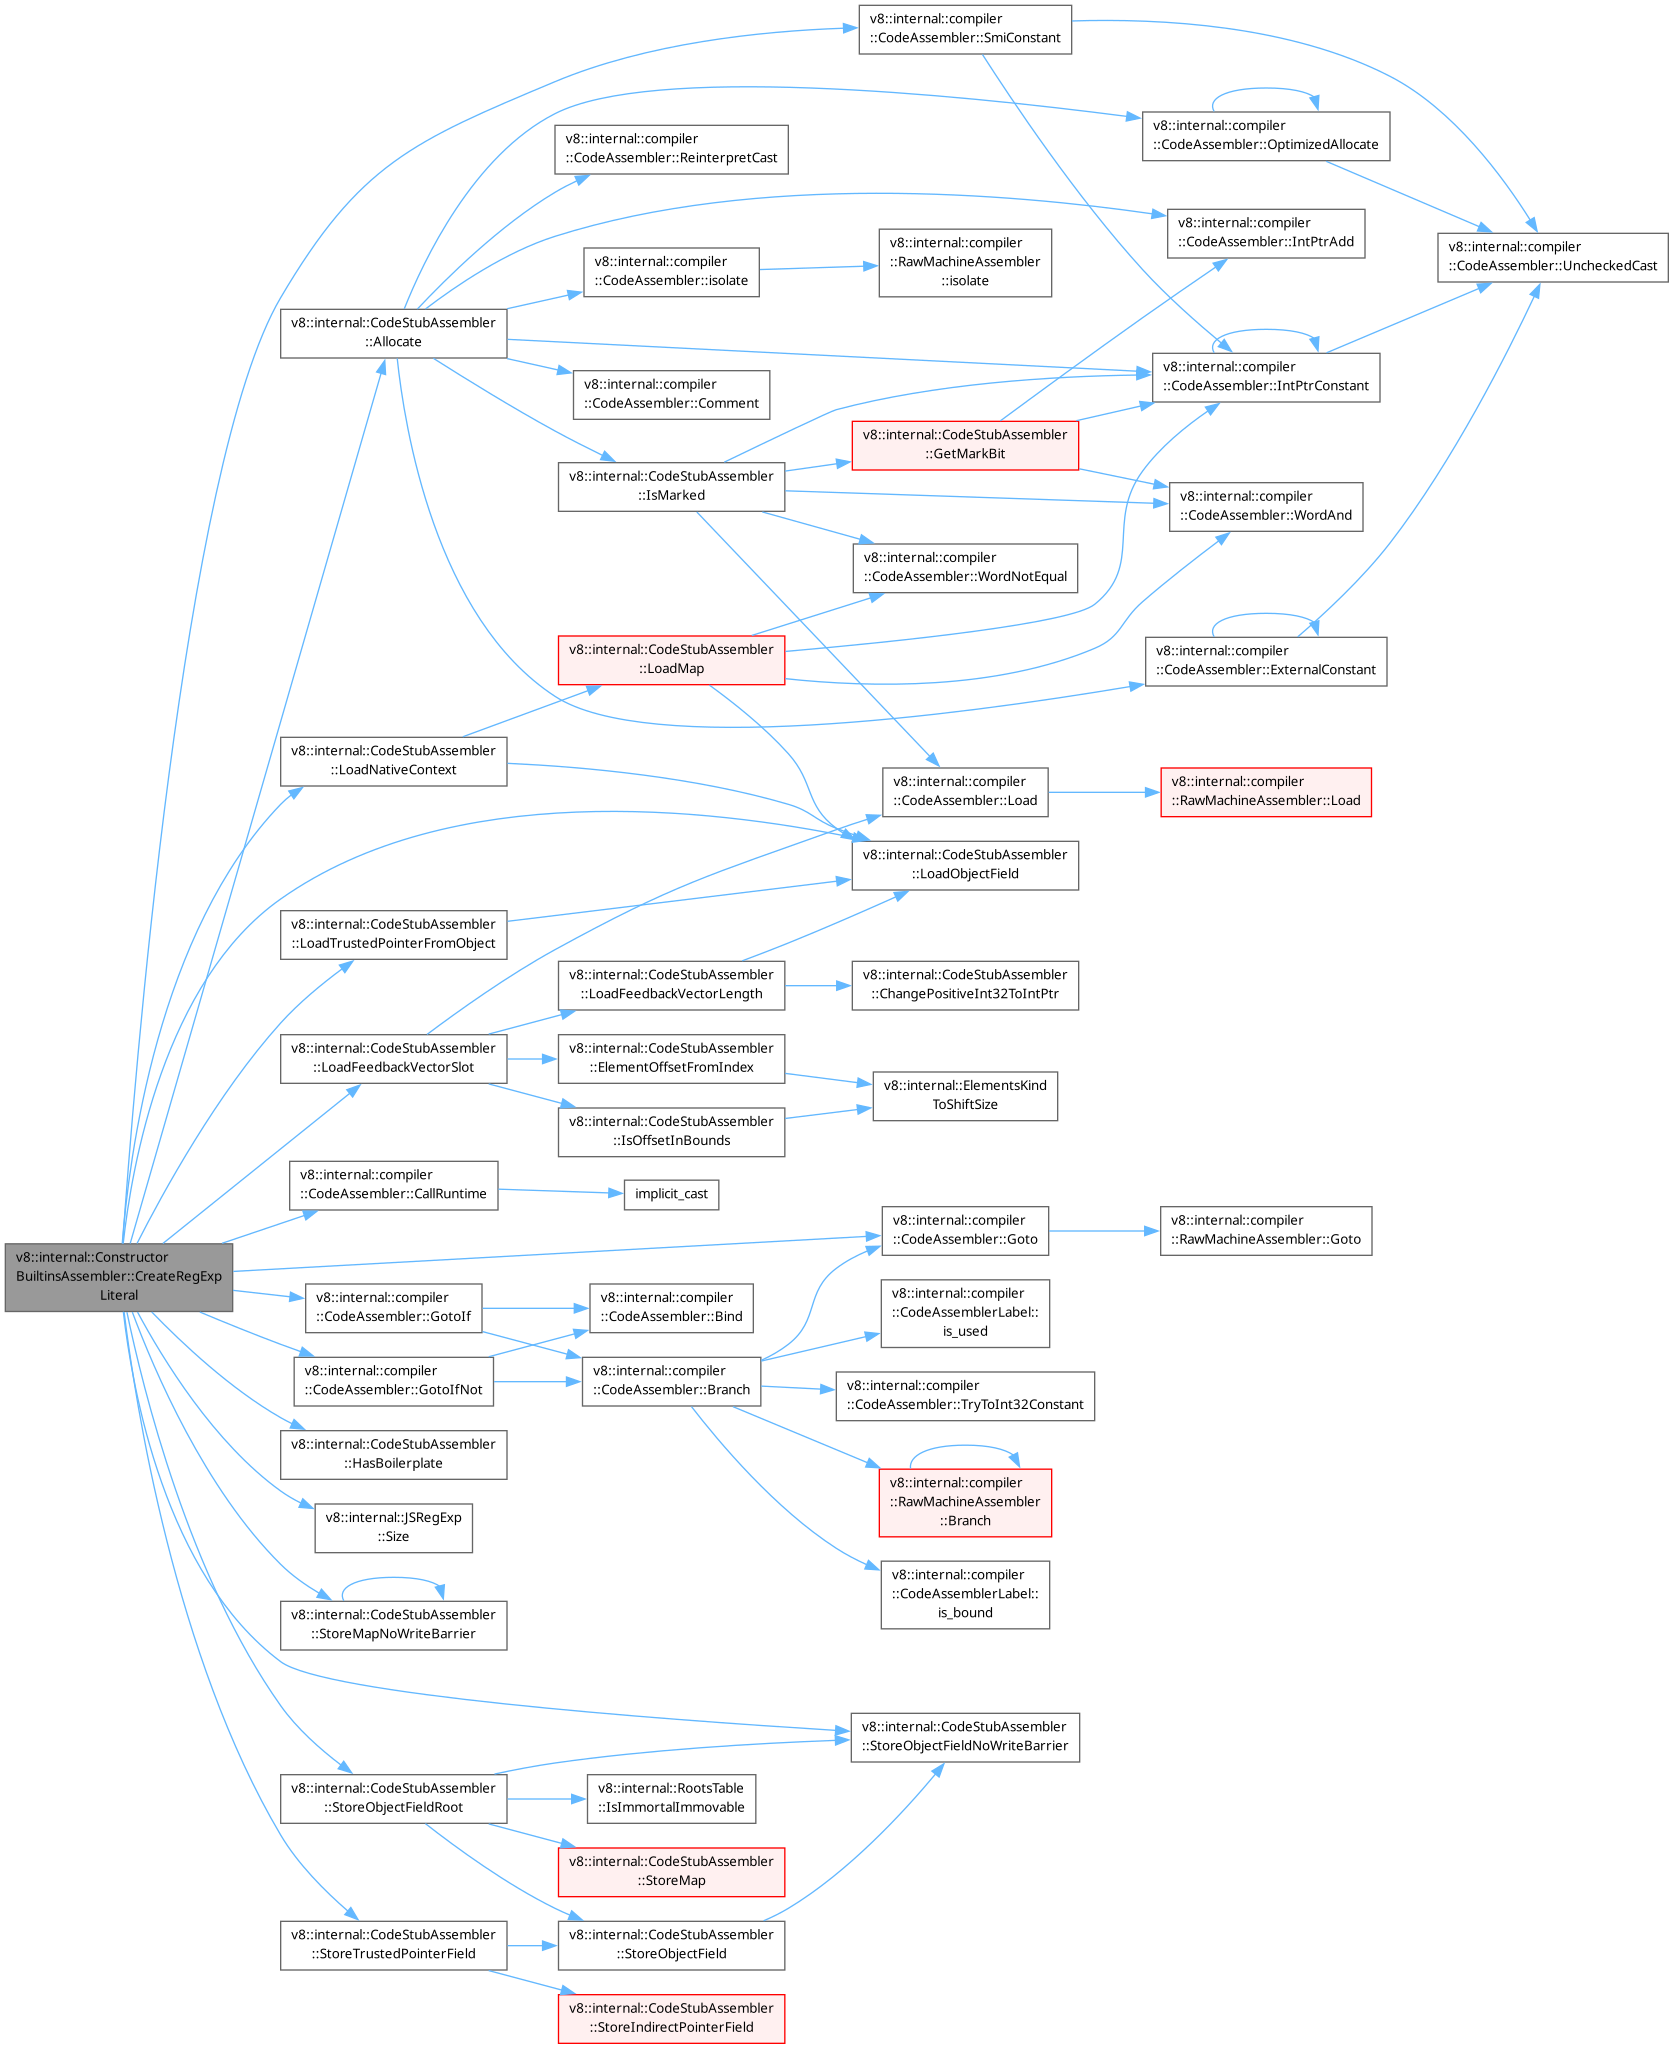 v8::internal::compiler
::CodeAssembler::SmiConstant
v8::internal::compiler
::CodeAssembler::OptimizedAllocate
v8::internal::compiler
::CodeAssembler::ReinterpretCast
v8::internal::compiler
::CodeAssembler::IntPtrAdd
v8::internal::compiler
::RawMachineAssembler
::isolate
v8::internal::compiler
::CodeAssembler::UncheckedCast
v8::internal::compiler
::CodeAssembler::isolate
v8::internal::CodeStubAssembler
::Allocate
v8::internal::compiler
::CodeAssembler::IntPtrConstant
v8::internal::compiler
::CodeAssembler::Comment
v8::internal::CodeStubAssembler
::GetMarkBit
v8::internal::CodeStubAssembler
::IsMarked
v8::internal::compiler
::CodeAssembler::WordAnd
v8::internal::compiler
::CodeAssembler::WordNotEqual
v8::internal::CodeStubAssembler
::LoadMap
v8::internal::compiler
::CodeAssembler::ExternalConstant
v8::internal::CodeStubAssembler
::LoadNativeContext
v8::internal::compiler
::CodeAssembler::Load
v8::internal::compiler
::RawMachineAssembler::Load
v8::internal::CodeStubAssembler
::LoadObjectField
v8::internal::CodeStubAssembler
::LoadTrustedPointerFromObject
v8::internal::CodeStubAssembler
::LoadFeedbackVectorLength
v8::internal::CodeStubAssembler
::ChangePositiveInt32ToIntPtr
v8::internal::CodeStubAssembler
::LoadFeedbackVectorSlot
v8::internal::CodeStubAssembler
::ElementOffsetFromIndex
v8::internal::ElementsKind
ToShiftSize
v8::internal::CodeStubAssembler
::IsOffsetInBounds
v8::internal::compiler
::CodeAssembler::CallRuntime
implicit_cast
v8::internal::compiler
::CodeAssembler::Goto
v8::internal::compiler
::RawMachineAssembler::Goto
v8::internal::Constructor
BuiltinsAssembler::CreateRegExp
Literal
v8::internal::compiler
::CodeAssembler::GotoIf
v8::internal::compiler
::CodeAssembler::Bind
v8::internal::compiler
::CodeAssemblerLabel::
is_used
v8::internal::compiler
::CodeAssembler::GotoIfNot
v8::internal::compiler
::CodeAssembler::Branch
v8::internal::compiler
::CodeAssembler::TryToInt32Constant
v8::internal::CodeStubAssembler
::HasBoilerplate
v8::internal::compiler
::RawMachineAssembler
::Branch
v8::internal::JSRegExp
::Size
v8::internal::compiler
::CodeAssemblerLabel::
is_bound
v8::internal::CodeStubAssembler
::StoreMapNoWriteBarrier
v8::internal::CodeStubAssembler
::StoreObjectFieldNoWriteBarrier
v8::internal::CodeStubAssembler
::StoreObjectFieldRoot
v8::internal::RootsTable
::IsImmortalImmovable
v8::internal::CodeStubAssembler
::StoreMap
v8::internal::CodeStubAssembler
::StoreTrustedPointerField
v8::internal::CodeStubAssembler
::StoreObjectField
v8::internal::CodeStubAssembler
::StoreIndirectPointerField